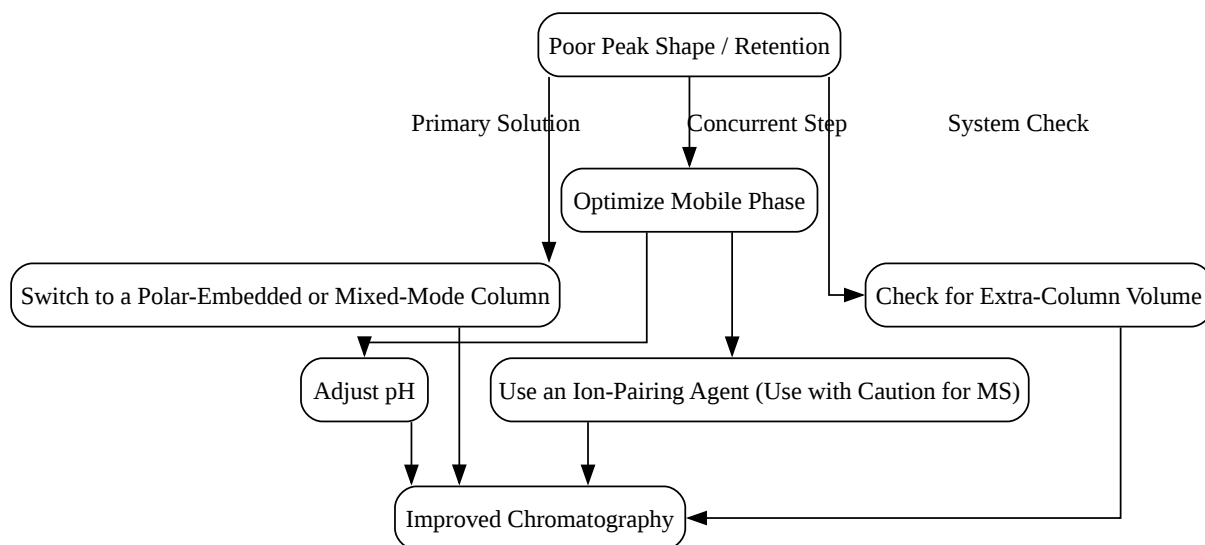 Poor Peak Shape / Retention
Primary Solution
Concurrent Step
System Check
Optimize Mobile Phase
Switch to a Polar-Embedded or Mixed-Mode Column
Check for Extra-Column Volume
Adjust pH
Use an Ion-Pairing Agent (Use with Caution for MS)
Improved Chromatography